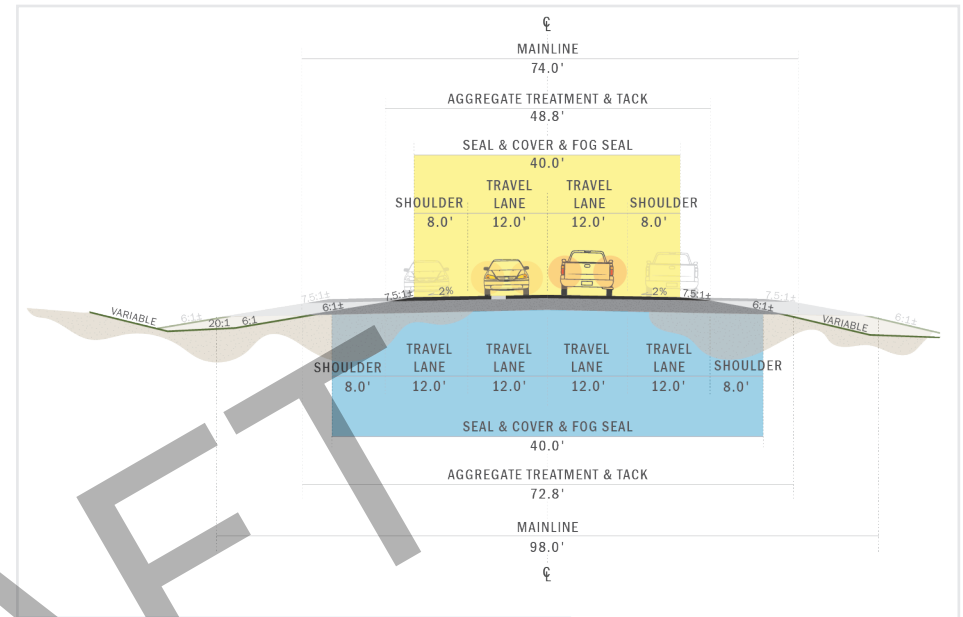 ℄
MAINLINE
74.0'
AGGREGATE TREATMENT & TACK
48.8'
SEAL & COVER & FOG SEAL
40.0'
TRAVEL TRAVEL
SHOULDER LANE LANE SHOULDER
8.0' 12.0' 12.0' 8.0'
7.5:1± 7.5:1± 2% 2% 7.5:1± 7.5:1±
VARIABLE 6:1± 20:1 6:1 6:1± 6:1± VARIABLE 6:1±
TRAVEL TRAVEL TRAVEL TRAVEL
SHOULDER LANE LANE LANE LANE SHOULDER
8.0' 12.0' 12.0' 12.0' 12.0' 8.0'
SEAL & COVER & FOG SEAL
40.0'
AGGREGATE TREATMENT & TACK
72.8'
MAINLINE
98.0'
℄
FT